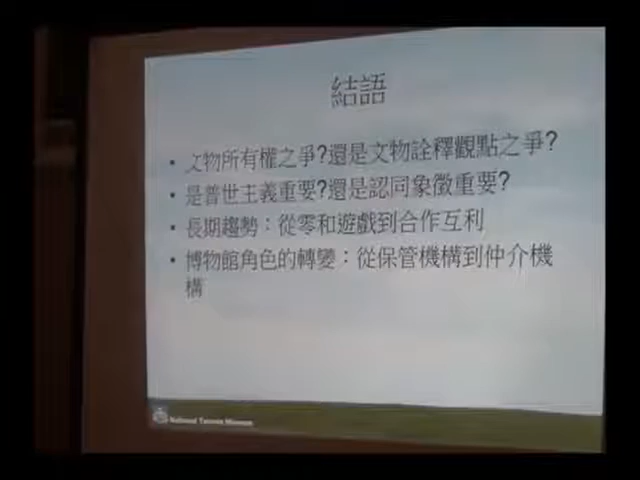 結語
• 文物所有權之爭?還是文物詮釋觀點之爭?
• 是普世主義重要?還是認同象徵重要?
• 長期趨勢：從零和遊戲到合作互利
• 博物館角色的轉變：從保管機構到仲介機
構
National Taiwan Museum